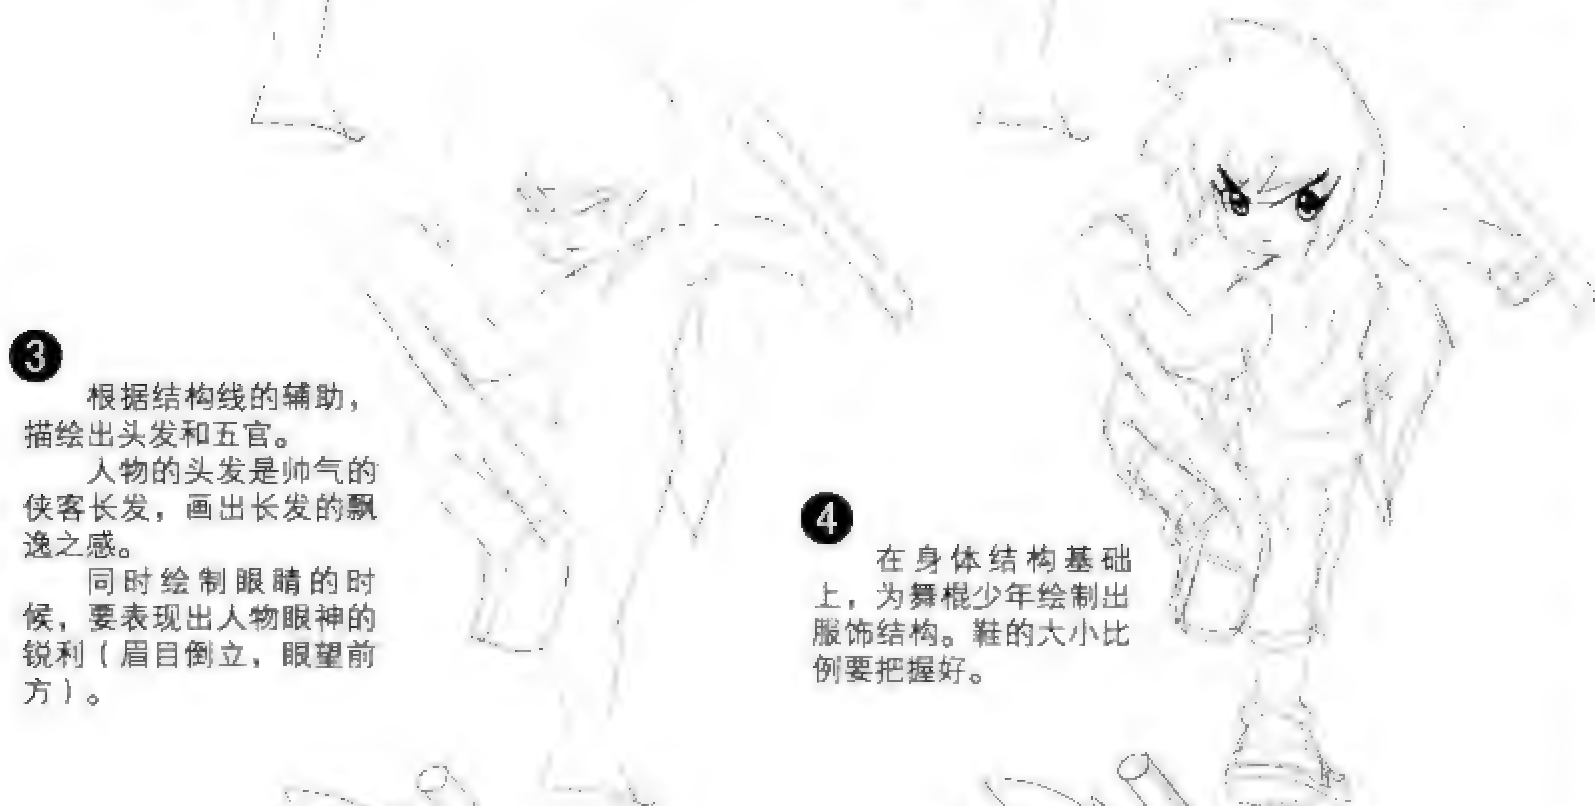 3
根据结构线的辅助，
描绘出头发和五官。
人物的头发是帅气的
侠客长发，画出长发的飘
逸之感。
同时绘制眼睛的时
候，要表现出人物眼神的
锐利（眉目倒立，眼望前
方）。
4
在身体结构基础
上，为舞棍少年绘制出
服饰结构。鞋的大小比
例要把握好。